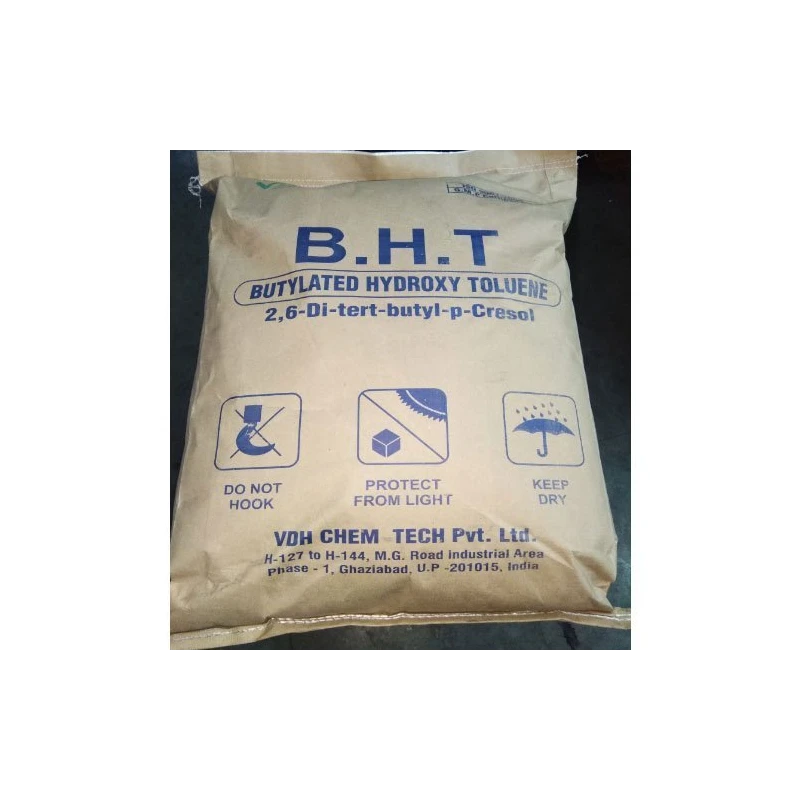 B.H.T
BUTYLATED HYDROXY TOLUENE
2,6-Di-tert-butyl-p-Cresol
DO NOT
HOOK
PROTECT
FROM LIGHT
KEEP
DRY
VDH CHEM TECH Pvt. Ltd.
H-127 to H-144, M.G. Road Industrial Area
Phase - 1, Ghaziabad, U.P -201015, India